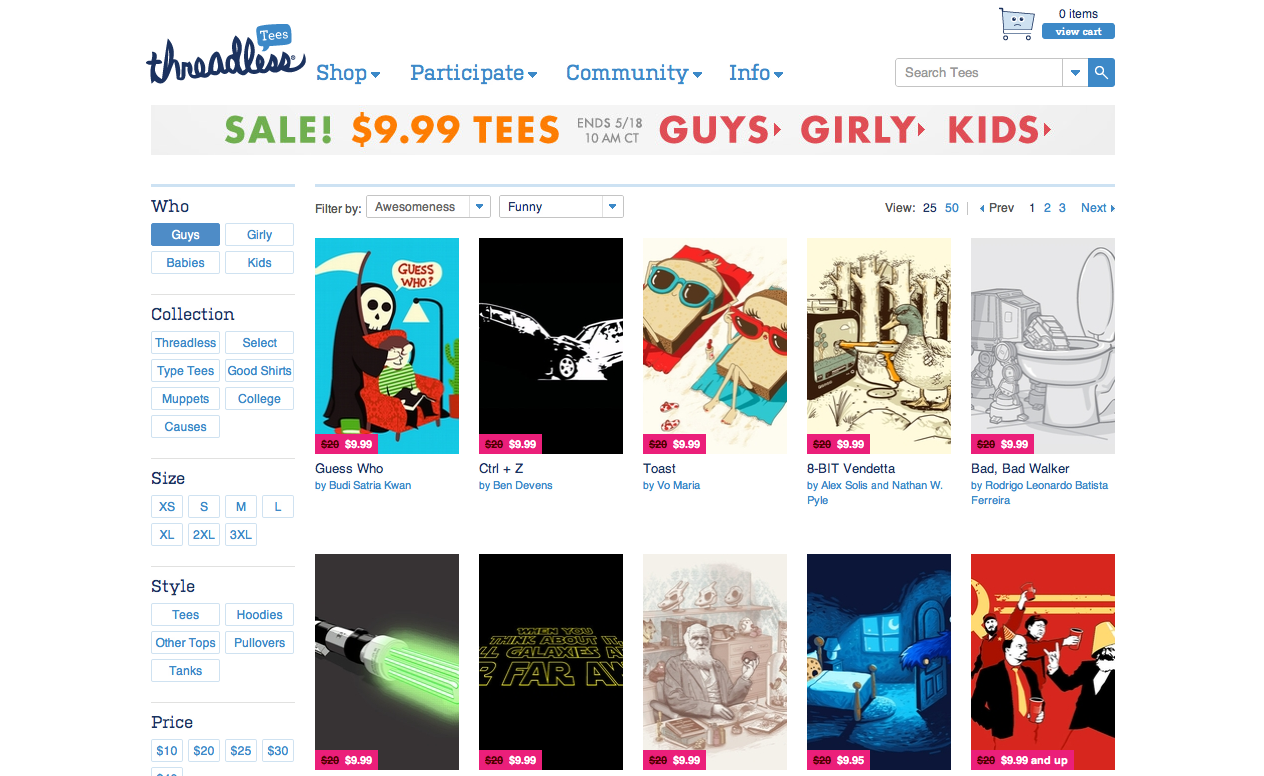 0 items
view cart
Tees
threadless
Shop
Participate
Community
Info
Search Tees
SALE! $9.99 TEES ENDS 5/18 10 AM CT GUYS GIRLY KIDS
Who
Guys
Girly
Babies
Kids
Collection
Threadless
Select
Type Tees
Good Shirts
Muppets
College
Causes
Size
XS
S
M
L
XL
2XL
3XL
Style
Tees
Hoodies
Other Tops
Pullovers
Tanks
Price
$10
$20
$25
$30
Filter by:
Awesomeness
Funny
View: 25 50
Prev 1 2 3 Next
GUESS
WHO?
$20 $9.99
Guess Who
by Budi Satria Kwan
$20 $9.99
Ctrl + Z
by Ben Devens
$20 $9.99
Toast
by Vo Maria
$20 $9.99
8-BIT Vendetta
by Alex Solis and Nathan W.
Pyle
$20 $9.99
Bad, Bad Walker
by Rodrigo Leonardo Batista
Ferreira
$20 $9.99
WHEN YOU
THINK ABOUT IT,
GALAXIES
FAR
$20 $9.99
$20 $9.99
$20 $9.95
$20 $9.99 and up